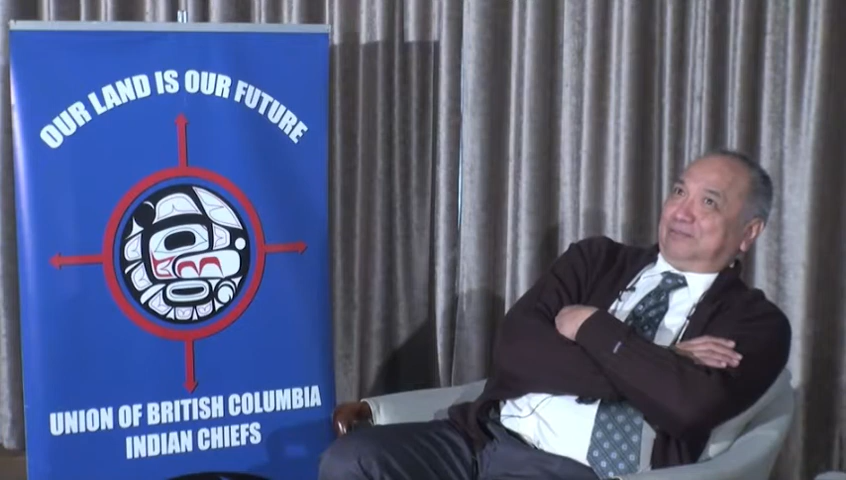 OUR LAND IS OUR FUTURE
UNION OF BRITISH COLUMBIA
INDIAN CHIEFS